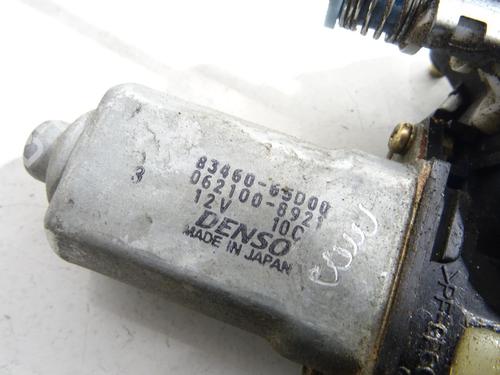 83460-65D00
3
062100-8921
12V 10C
DENSO
MADE IN JAPAN